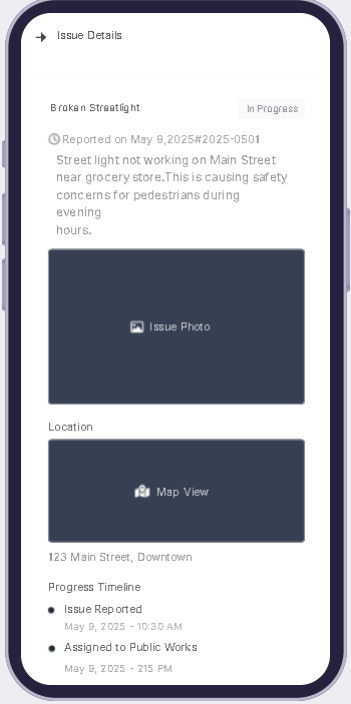 Issue Details
Broken Streetlight
In Progress
Reported on May 9,2025#2025-0501
Street light not working on Main Street
near grocery store.This is causing safety
concerns for pedestrians during
evening
hours.
Issue Photo
Location
Map View
123 Main Street, Downtown
Progress Timeline
Issue Reported
May 9, 2025 - 10:30 AM
Assigned to Public Works
May 9, 2025 - 215 PM